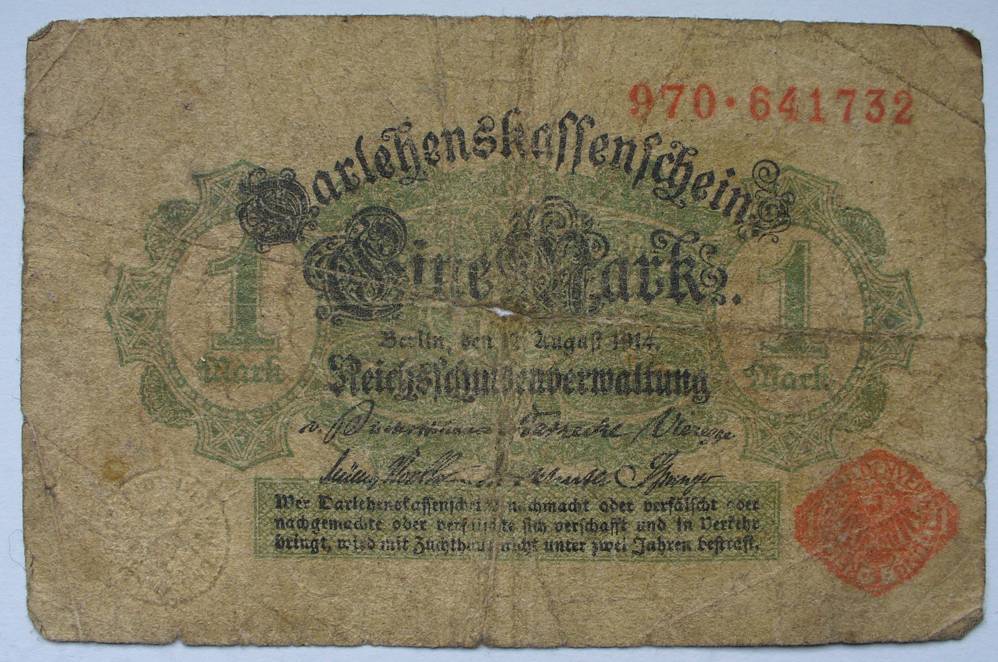 970·641732
Darlehenskassenschein
Eine Mark.
1 Mark
1 Mark
Berlin, den 12. August 1914.
Reichsschuldenverwaltung
Wer Darlehenskassenscheine nachmacht oder verfälscht oder
nachgemachte oder verfälschte sich verschafft und in Verkehr
bringt, wird mit Zuchthaus nicht unter zwei Jahren bestraft.